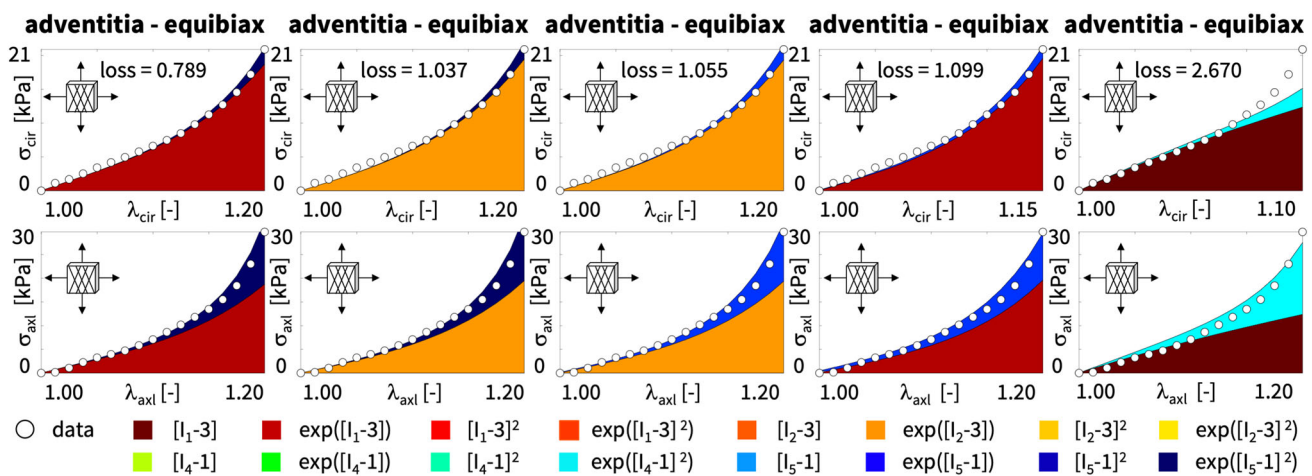 adventitia - equibiax adventitia - equibiax adventitia - equibiax adventitia - equibiax adventitia - equibiax
21 21 21 21 21
loss = 0.789 loss = 1.037 loss = 1.055 loss = 1.099 loss = 2.670
σcir [kPa] σcir [kPa] σcir [kPa] σcir [kPa] σcir [kPa]
0 0 0 0 0
1.00 λcir [-] 1.20 1.00 λcir [-] 1.20 1.00 λcir [-] 1.20 1.00 λcir [-] 1.15 1.00 λcir [-] 1.10
30 30 30 30 30
σaxl [kPa] σaxl [kPa] σaxl [kPa] σaxl [kPa] σaxl [kPa]
0 0 0 0 0
1.00 λaxl [-] 1.20 1.00 λaxl [-] 1.20 1.00 λaxl [-] 1.20 1.00 λaxl [-] 1.20 1.00 λaxl [-] 1.20
data [I₁-3] exp([I₁-3]) [I₁-3]² exp([I₁-3]²) [I₂-3] exp([I₂-3]) [I₂-3]² exp([I₂-3]²)
[I₄-1] exp([I₄-1]) [I₄-1]² exp([I₄-1]²) [I₅-1] exp([I₅-1]) [I₅-1]² exp([I₅-1]²)